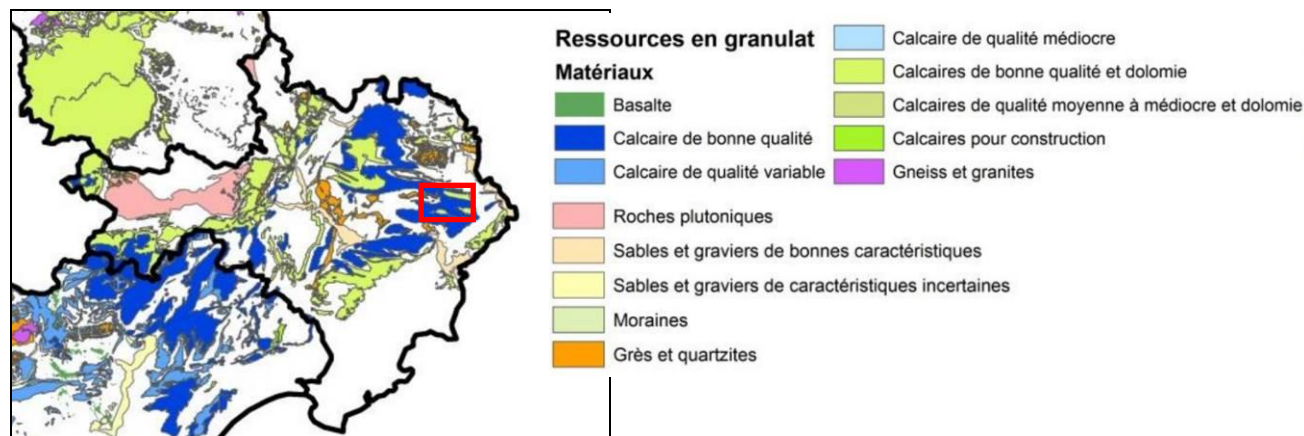 Ressources en granulat
Matériaux
Basalte
Calcaire de bonne qualité
Calcaire de qualité variable
Roches plutoniques
Sables et graviers de bonnes caractéristiques
Sables et graviers de caractéristiques incertaines
Moraines
Grès et quartzites
Calcaire de qualité médiocre
Calcaires de bonne qualité et dolomie
Calcaires de qualité moyenne à médiocre et dolomie
Calcaires pour construction
Gneiss et granites